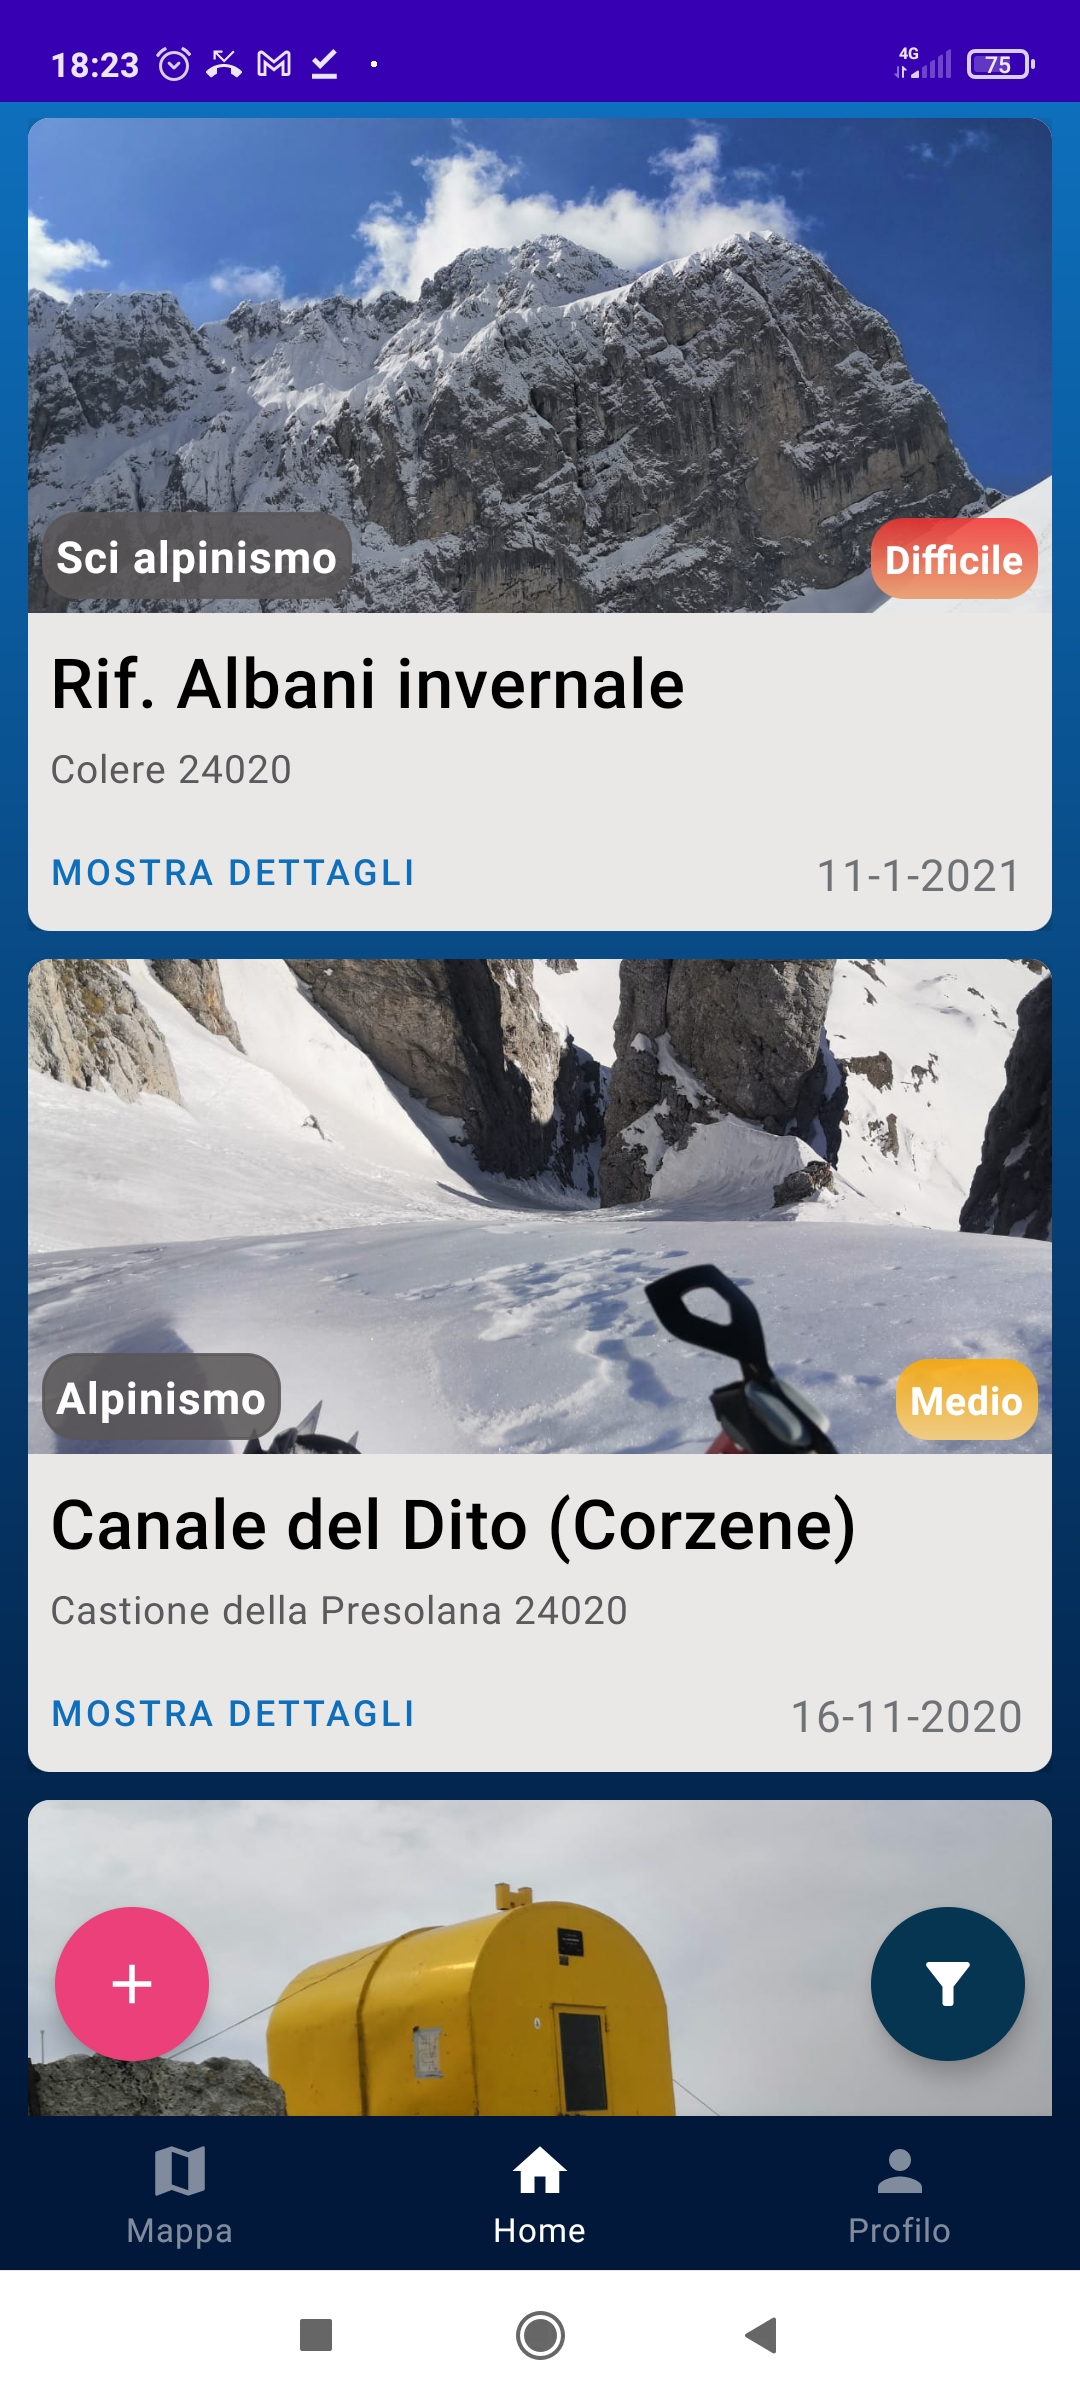 18:23
4G
75
Sci alpinismo
Difficile
Rif. Albani invernale
Colere 24020
MOSTRA DETTAGLI
11-1-2021
Alpinismo
Medio
Canale del Dito (Corzene)
Castione della Presolana 24020
MOSTRA DETTAGLI
16-11-2020
Mappa
Home
Profilo